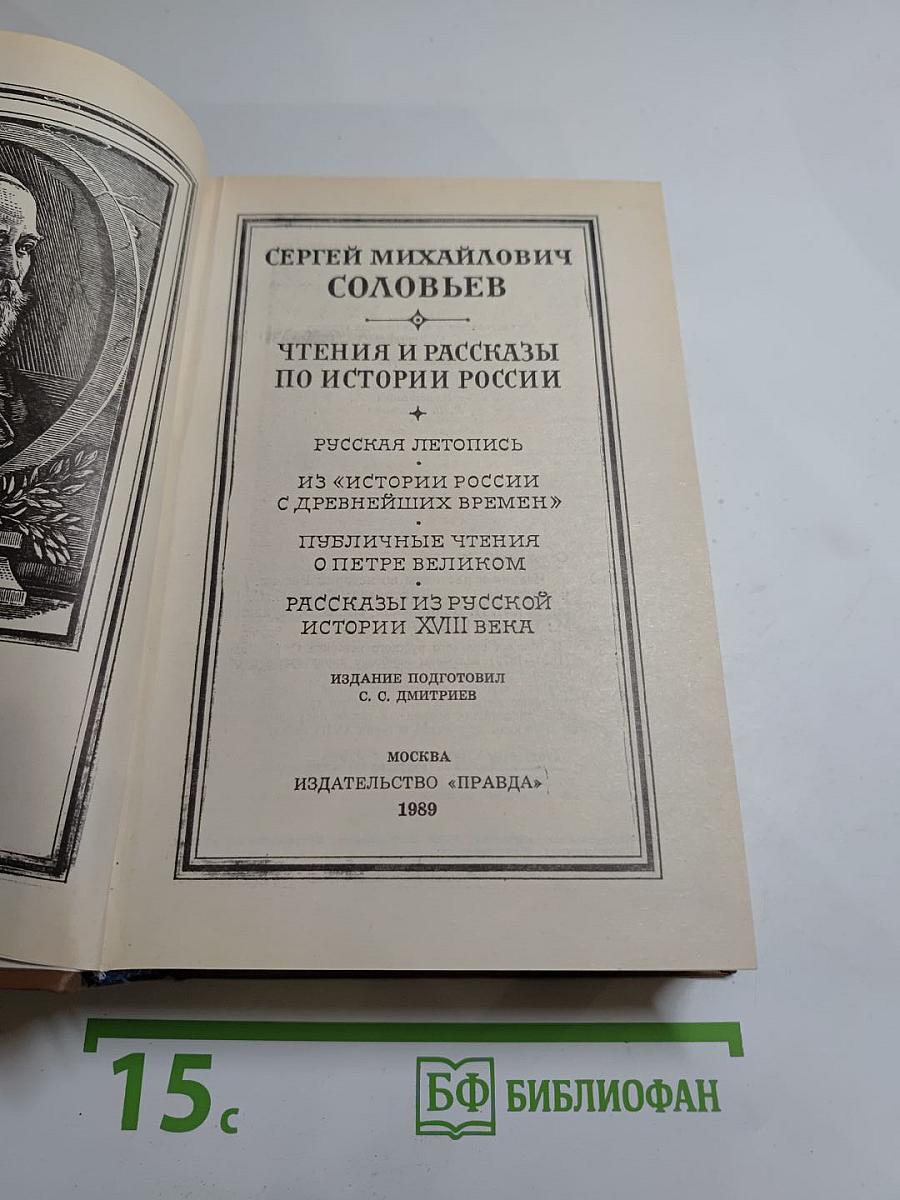 СЕРГЕЙ МИХАЙЛОВИЧ
СОЛОВЬЕВ
ЧТЕНИЯ И РАССКАЗЫ
ПО ИСТОРИИ РОССИИ
РУССКАЯ ЛЕТОПИСЬ
ИЗ «ИСТОРИИ РОССИИ
С ДРЕВНЕЙШИХ ВРЕМЕН»
ПУБЛИЧНЫЕ ЧТЕНИЯ
О ПЕТРЕ ВЕЛИКОМ
РАССКАЗЫ ИЗ РУССКОЙ
ИСТОРИИ XVIII ВЕКА
ИЗДАНИЕ ПОДГОТОВИЛ
С. С. ДМИТРИЕВ
МОСКВА
ИЗДАТЕЛЬСТВО «ПРАВДА»
1989
15 с
БФ БИБЛИОФАН